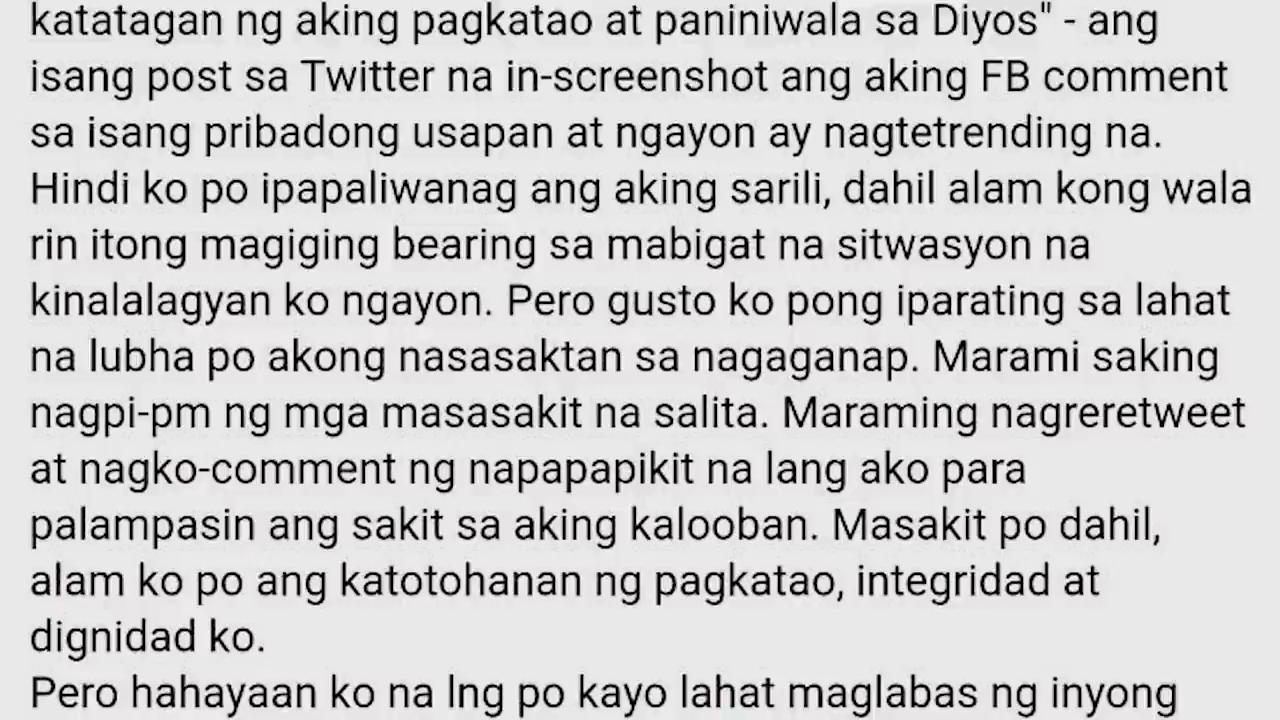 katatagan ng aking pagkatao at paniniwala sa Diyos" - ang
isang post sa Twitter na in-screenshot ang aking FB comment
sa isang pribadong usapan at ngayon ay nagtetrending na.
Hindi ko po ipapaliwanag ang aking sarili, dahil alam kong wala
rin itong magiging bearing sa mabigat na sitwasyon na
kinalalagyan ko ngayon. Pero gusto ko pong iparating sa lahat
na lubha po akong nasasaktan sa nagaganap. Marami saking
nagpi-pm ng mga masasakit na salita. Maraming nagreretweet
at nagko-comment ng napapapikit na lang ako para
palampasin ang sakit sa aking kalooban. Masakit po dahil,
alam ko po ang katotohanan ng pagkatao, integridad at
dignidad ko.
Pero hahayaan ko na lng po kayo lahat maglabas ng inyong